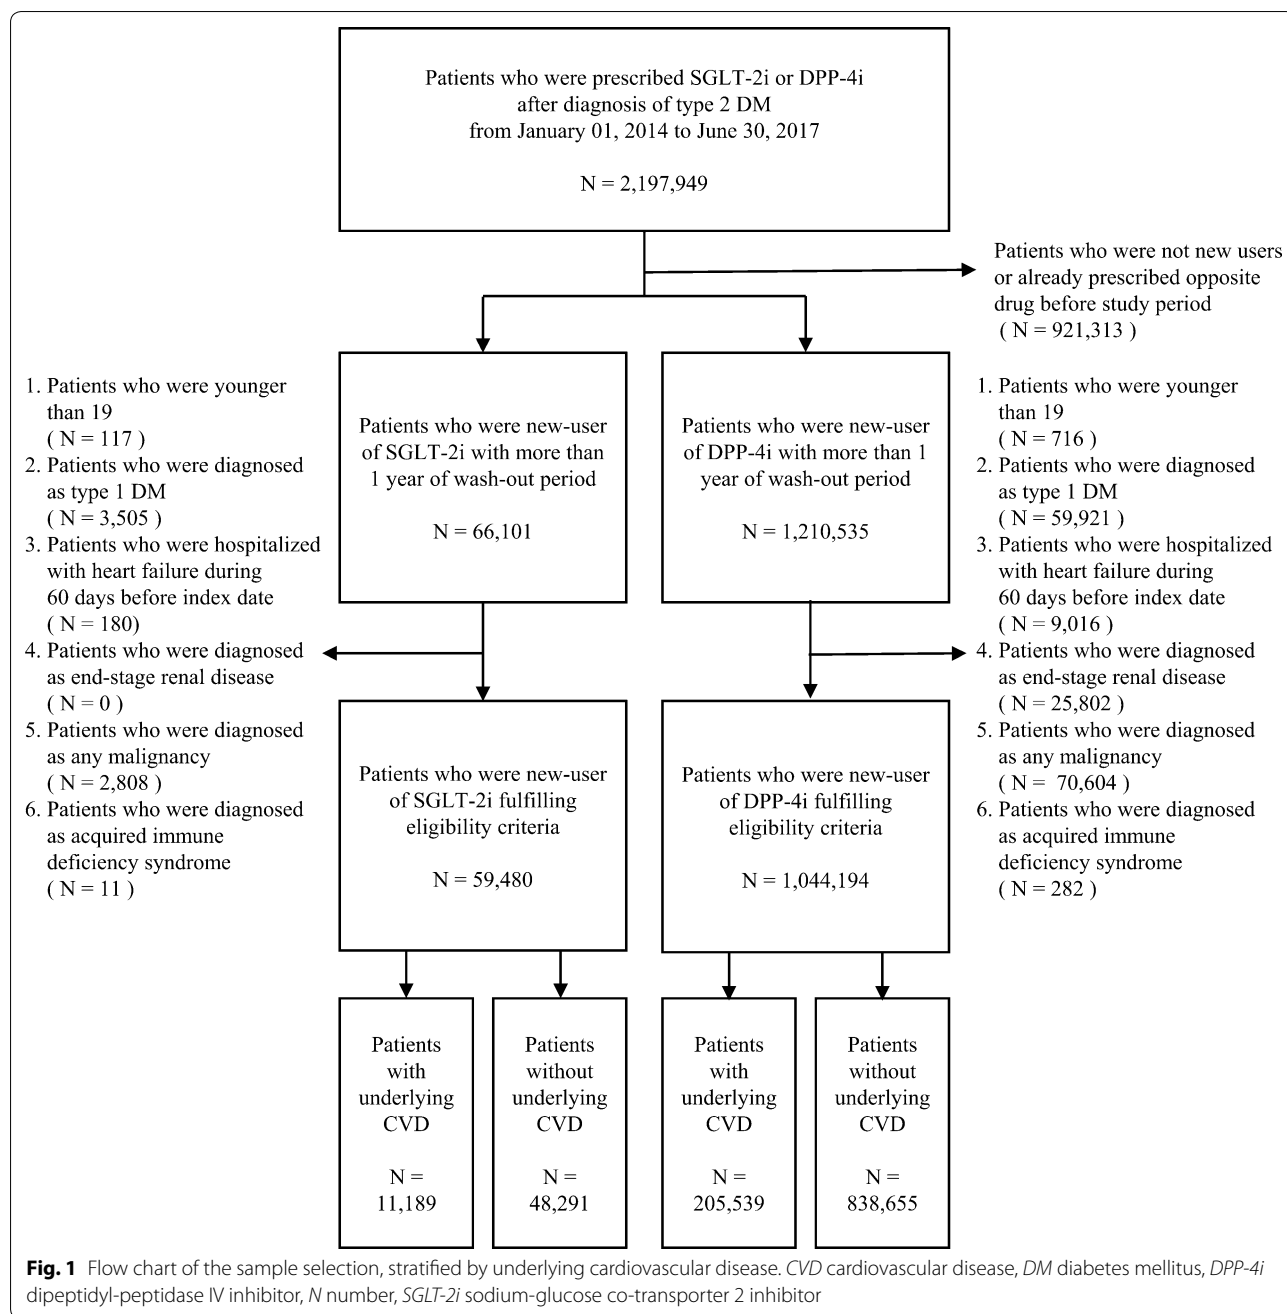 Patients who were prescribed SGLT-2i or DPP-4i
after diagnosis of type 2 DM
from January 01, 2014 to June 30, 2017
N = 2,197,949
Patients who were not new users
or already prescribed opposite
drug before study period
( N = 921,313 )
1. Patients who were younger
than 19
( N = 117 )
2. Patients who were diagnosed
as type 1 DM
( N = 3,505 )
3. Patients who were hospitalized
with heart failure during
60 days before index date
( N = 180)
4. Patients who were diagnosed
as end-stage renal disease
( N = 0 )
5. Patients who were diagnosed
as any malignancy
( N = 2,808 )
6. Patients who were diagnosed
as acquired immune
deficiency syndrome
( N = 11 )
Patients who were new-user
of SGLT-2i with more than
1 year of wash-out period
N = 66,101
Patients who were new-user
of DPP-4i with more than 1
year of wash-out period
N = 1,210,535
1. Patients who were younger
than 19
( N = 716 )
2. Patients who were diagnosed
as type 1 DM
( N = 59,921 )
3. Patients who were hospitalized
with heart failure during
60 days before index date
( N = 9,016 )
4. Patients who were diagnosed
as end-stage renal disease
( N = 25,802 )
5. Patients who were diagnosed
as any malignancy
( N = 70,604 )
6. Patients who were diagnosed
as acquired immune
deficiency syndrome
( N = 282 )
Patients who were new-user
of SGLT-2i fulfilling
eligibility criteria
N = 59,480
Patients who were new-user
of DPP-4i fulfilling
eligibility criteria
N = 1,044,194
Patients
with
underlying
CVD
N =
11,189
Patients
without
underlying
CVD
N =
48,291
Patients
with
underlying
CVD
N =
205,539
Patients
without
underlying
CVD
N =
838,655
Fig. 1 Flow chart of the sample selection, stratified by underlying cardiovascular disease. CVD cardiovascular disease, DM diabetes mellitus, DPP-4i
dipeptidyl-peptidase IV inhibitor, N number, SGLT-2i sodium-glucose co-transporter 2 inhibitor